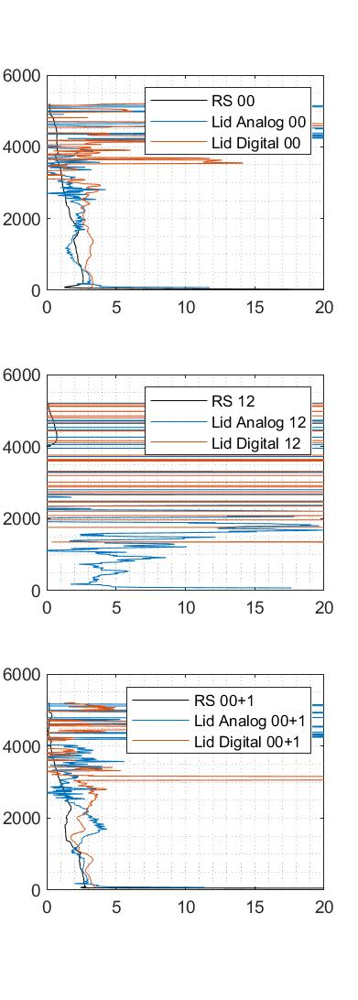 6000
RS 00
Lid Analog 00
Lid Digital 00
4000
2000
0
0 5 10 15 20
6000
RS 12
Lid Analog 12
Lid Digital 12
4000
2000
0
0 5 10 15 20
6000
RS 00+1
Lid Analog 00+1
Lid Digital 00+1
4000
2000
0
0 5 10 15 20